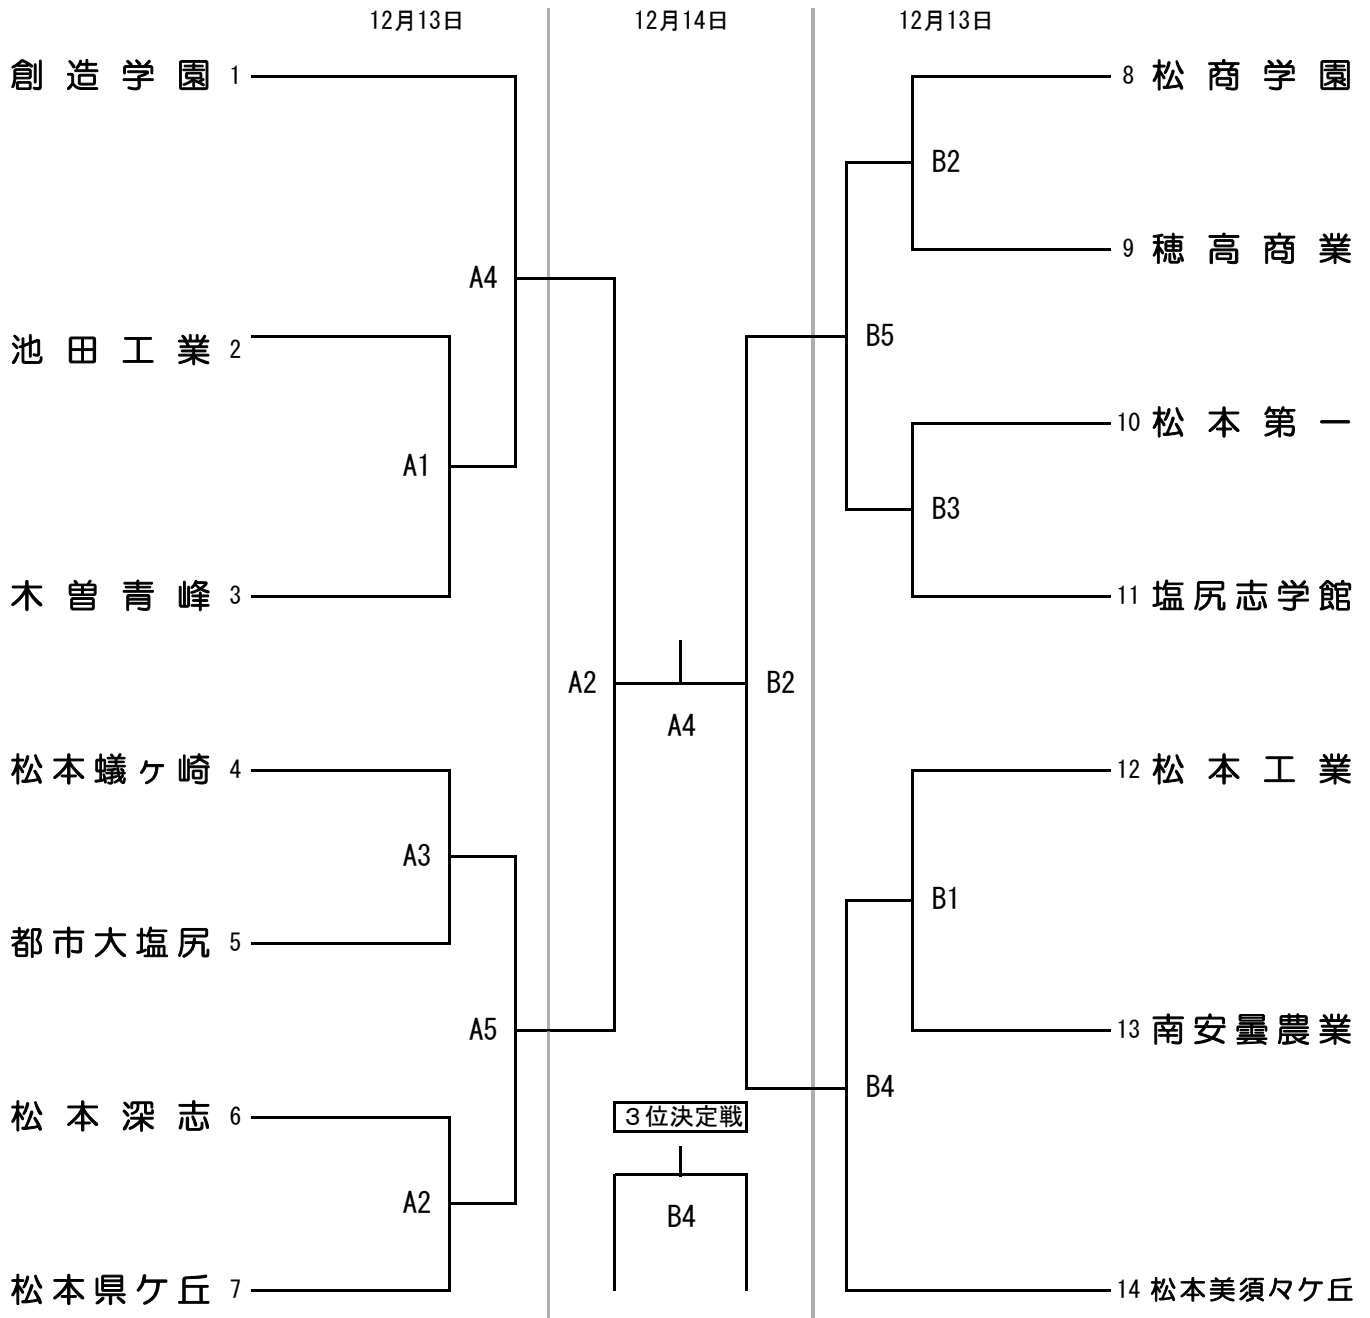 12月13日 12月14日 12月13日
創造学園 1
8 松商学園
B2
9 穂高商業
A4
池田工業 2
B5
10 松本第一
A1
B3
木曽青峰 3
11 塩尻志学館
A2
B2
A4
松本蟻ヶ崎 4
12 松本工業
A3
B1
都市大塩尻 5
A5
13 南安曇農業
B4
松本深志 6
３位決定戦
A2
B4
松本県ケ丘 7
14 松本美須々ケ丘